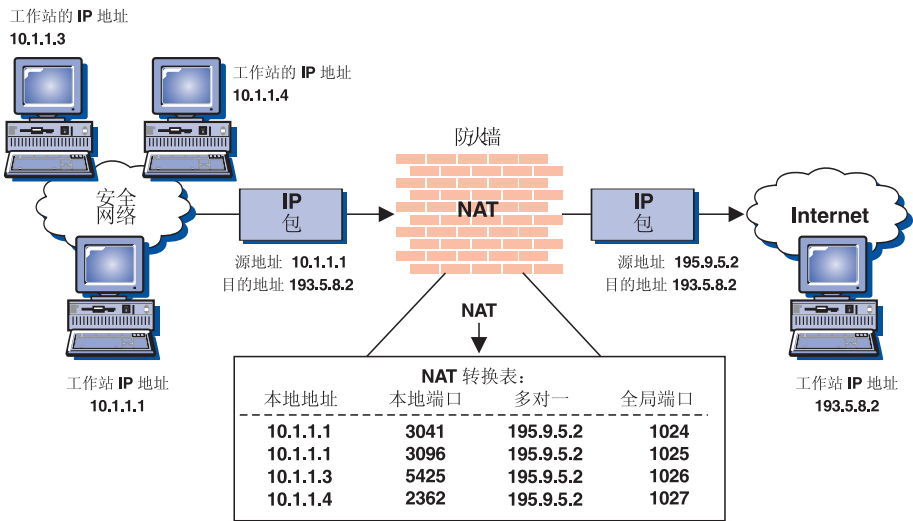 工作站的 IP 地址
10.1.1.3
工作站的 IP 地址
10.1.1.4
防火墙
安全
网络
IP
包
NAT
IP
包
Internet
源地址 10.1.1.1
目的地址 193.5.8.2
源地址 195.9.5.2
目的地址 193.5.8.2
NAT
工作站 IP 地址
10.1.1.1
工作站 IP 地址
193.5.8.2
NAT 转换表:
本地地址 本地端口 多对一 全局端口
10.1.1.1 3041 195.9.5.2 1024
10.1.1.1 3096 195.9.5.2 1025
10.1.1.3 5425 195.9.5.2 1026
10.1.1.4 2362 195.9.5.2 1027